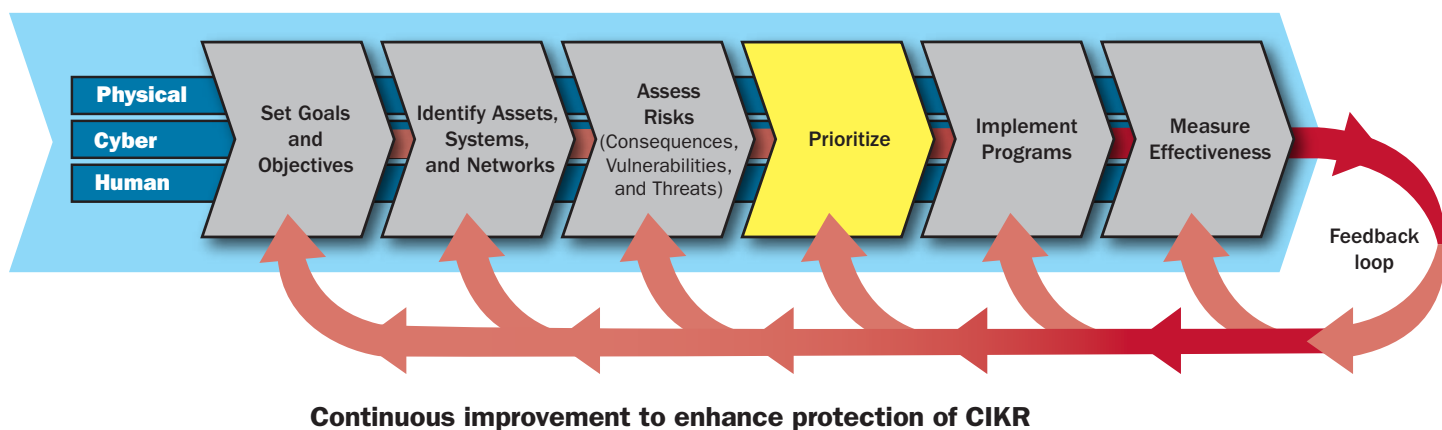 Physical
Cyber
Human
Set Goals
and
Objectives
Identify Assets,
Systems,
and Networks
Assess
Risks
(Consequences,
Vulnerabilities,
and Threats)
Prioritize
Implement
Programs
Measure
Effectiveness
Feedback
loop
Continuous improvement to enhance protection of CIKR